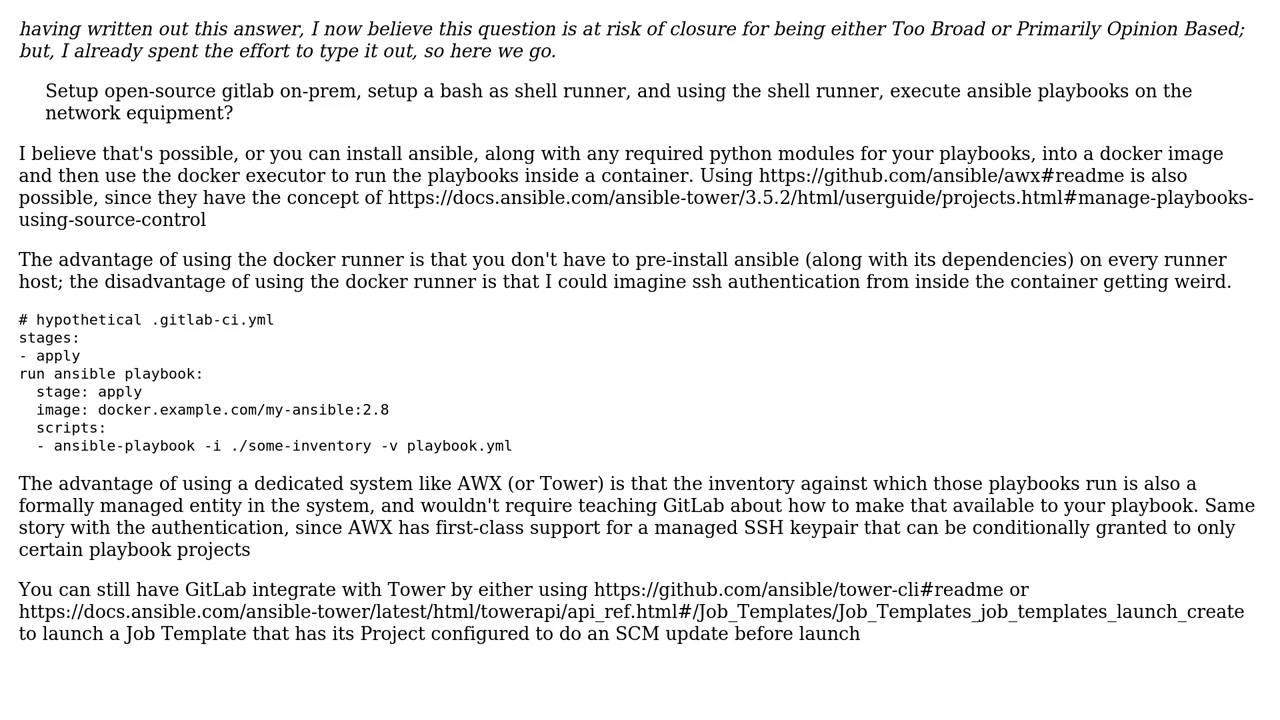 having written out this answer, I now believe this question is at risk of closure for being either Too Broad or Primarily Opinion Based;
but, I already spent the effort to type it out, so here we go.
Setup open-source gitlab on-prem, setup a bash as shell runner, and using the shell runner, execute ansible playbooks on the
network equipment?
I believe that's possible, or you can install ansible, along with any required python modules for your playbooks, into a docker image
and then use the docker executor to run the playbooks inside a container. Using https://github.com/ansible/awx#readme is also
possible, since they have the concept of https://docs.ansible.com/ansible-tower/3.5.2/html/userguide/projects.html#manage-playbooks-
using-source-control
The advantage of using the docker runner is that you don't have to pre-install ansible (along with its dependencies) on every runner
host; the disadvantage of using the docker runner is that I could imagine ssh authentication from inside the container getting weird.
# hypothetical .gitlab-ci.yml
stages:
- apply
run ansible playbook:
  stage: apply
  image: docker.example.com/my-ansible:2.8
  scripts:
  - ansible-playbook -i ./some-inventory -v playbook.yml
The advantage of using a dedicated system like AWX (or Tower) is that the inventory against which those playbooks run is also a
formally managed entity in the system, and wouldn't require teaching GitLab about how to make that available to your playbook. Same
story with the authentication, since AWX has first-class support for a managed SSH keypair that can be conditionally granted to only
certain playbook projects
You can still have GitLab integrate with Tower by either using https://github.com/ansible/tower-cli#readme or
https://docs.ansible.com/ansible-tower/latest/html/towerapi/api_ref.html#/Job_Templates/Job_Templates_job_templates_launch_create
to launch a Job Template that has its Project configured to do an SCM update before launch